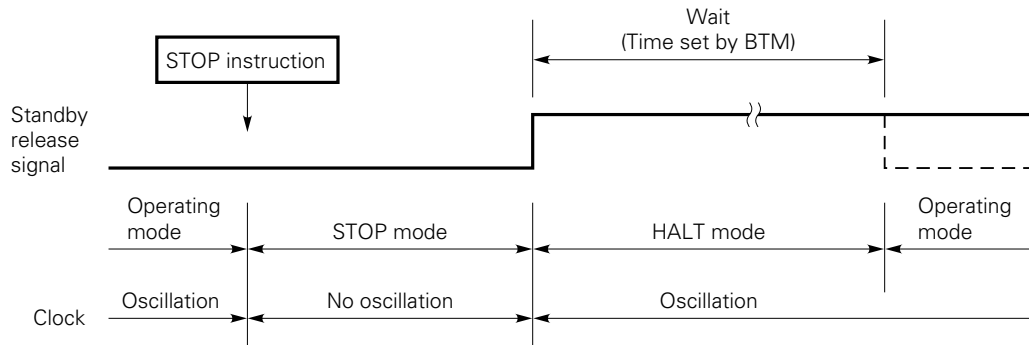 Wait
(Time set by BTM)
STOP instruction
Standby
release
signal
Operating
mode
STOP mode
HALT mode
Operating
mode
Clock
Oscillation
No oscillation
Oscillation